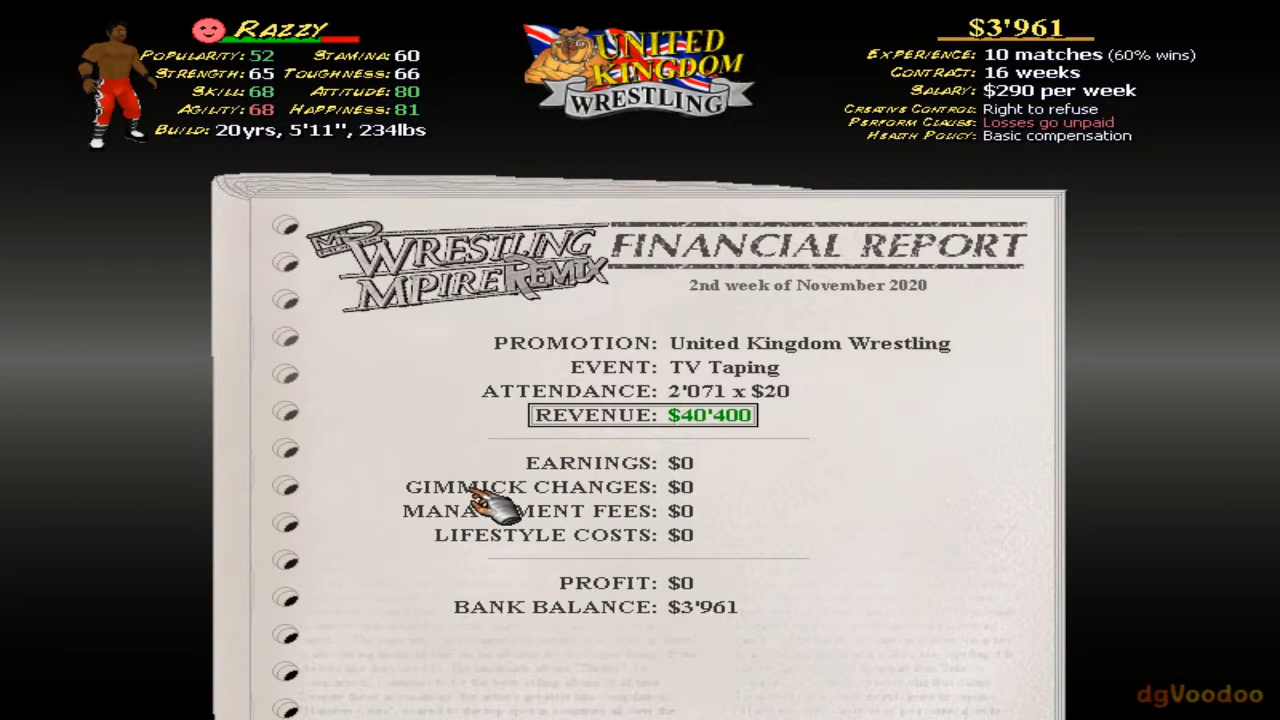 RAZZY
POPULARITY: 52 STAMINA: 60
STRENGTH: 65 TOUGHNESS: 66
SKILL: 68 ATTITUDE: 80
AGILITY: 68 HAPPINESS: 81
BUILD: 20yrs, 5'11", 234lbs
UNITED
KINGDOM
WRESTLING
$3'961
EXPERIENCE: 10 matches (60% wins)
CONTRACT: 16 weeks
SALARY: $290 per week
CREATIVE CONTROL: Right to refuse
PERFORM CLAUSE: Losses go unpaid
HEALTH POLICY: Basic compensation
WRESTLING
MPIRE REMIX
FINANCIAL REPORT
2nd week of November 2020
PROMOTION: United Kingdom Wrestling
EVENT: TV Taping
ATTENDANCE: 2'071 x $20
REVENUE: $40'400
EARNINGS: $0
GIMMICK CHANGES: $0
MANAGEMENT FEES: $0
LIFESTYLE COSTS: $0
PROFIT: $0
BANK BALANCE: $3'961
dgVoodoo